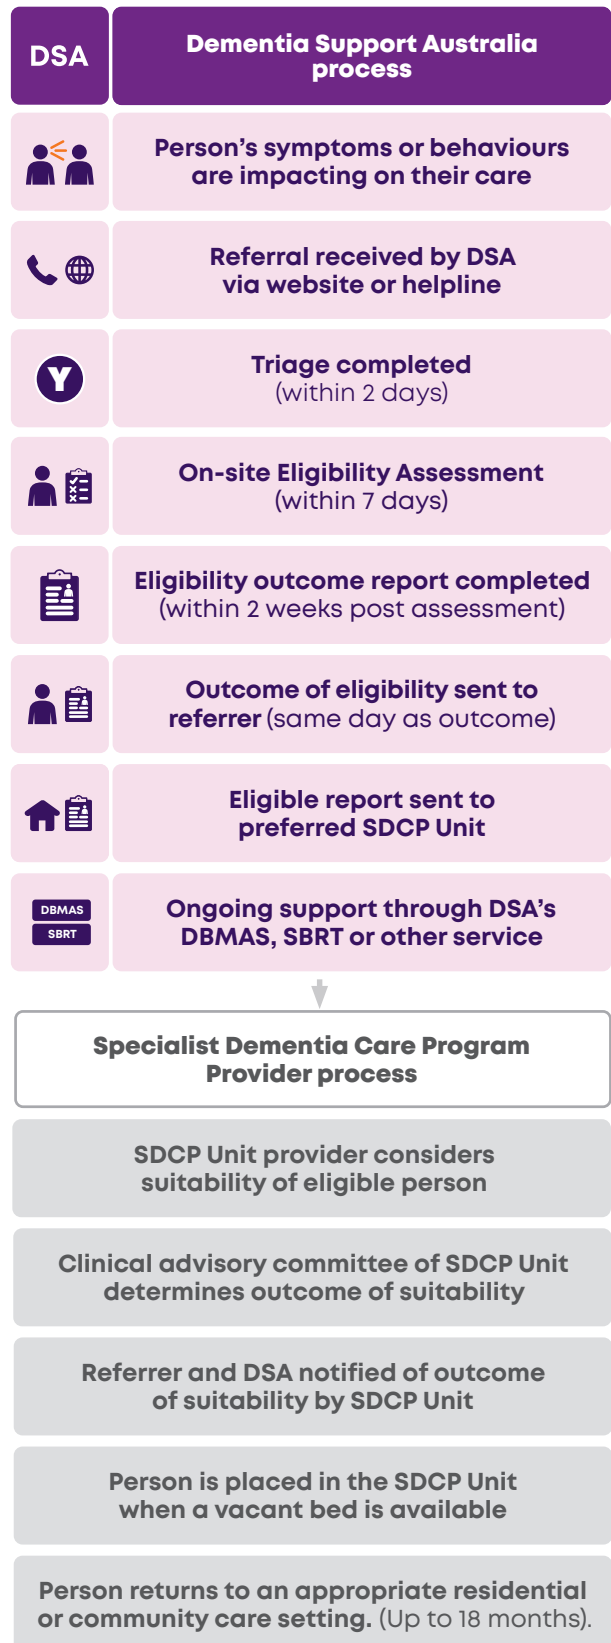 DSA
Dementia Support Australia
process
Person’s symptoms or behaviours
are impacting on their care
Referral received by DSA
via website or helpline
Y
Triage completed
(within 2 days)
On-site Eligibility Assessment
(within 7 days)
Eligibility outcome report completed
(within 2 weeks post assessment)
Outcome of eligibility sent to
referrer (same day as outcome)
Eligible report sent to
preferred SDCP Unit
DBMAS
SBRT
Ongoing support through DSA’s
DBMAS, SBRT or other service
Specialist Dementia Care Program
Provider process
SDCP Unit provider considers
suitability of eligible person
Clinical advisory committee of SDCP Unit
determines outcome of suitability
Referrer and DSA notified of outcome
of suitability by SDCP Unit
Person is placed in the SDCP Unit
when a vacant bed is available
Person returns to an appropriate residential
or community care setting. (Up to 18 months).